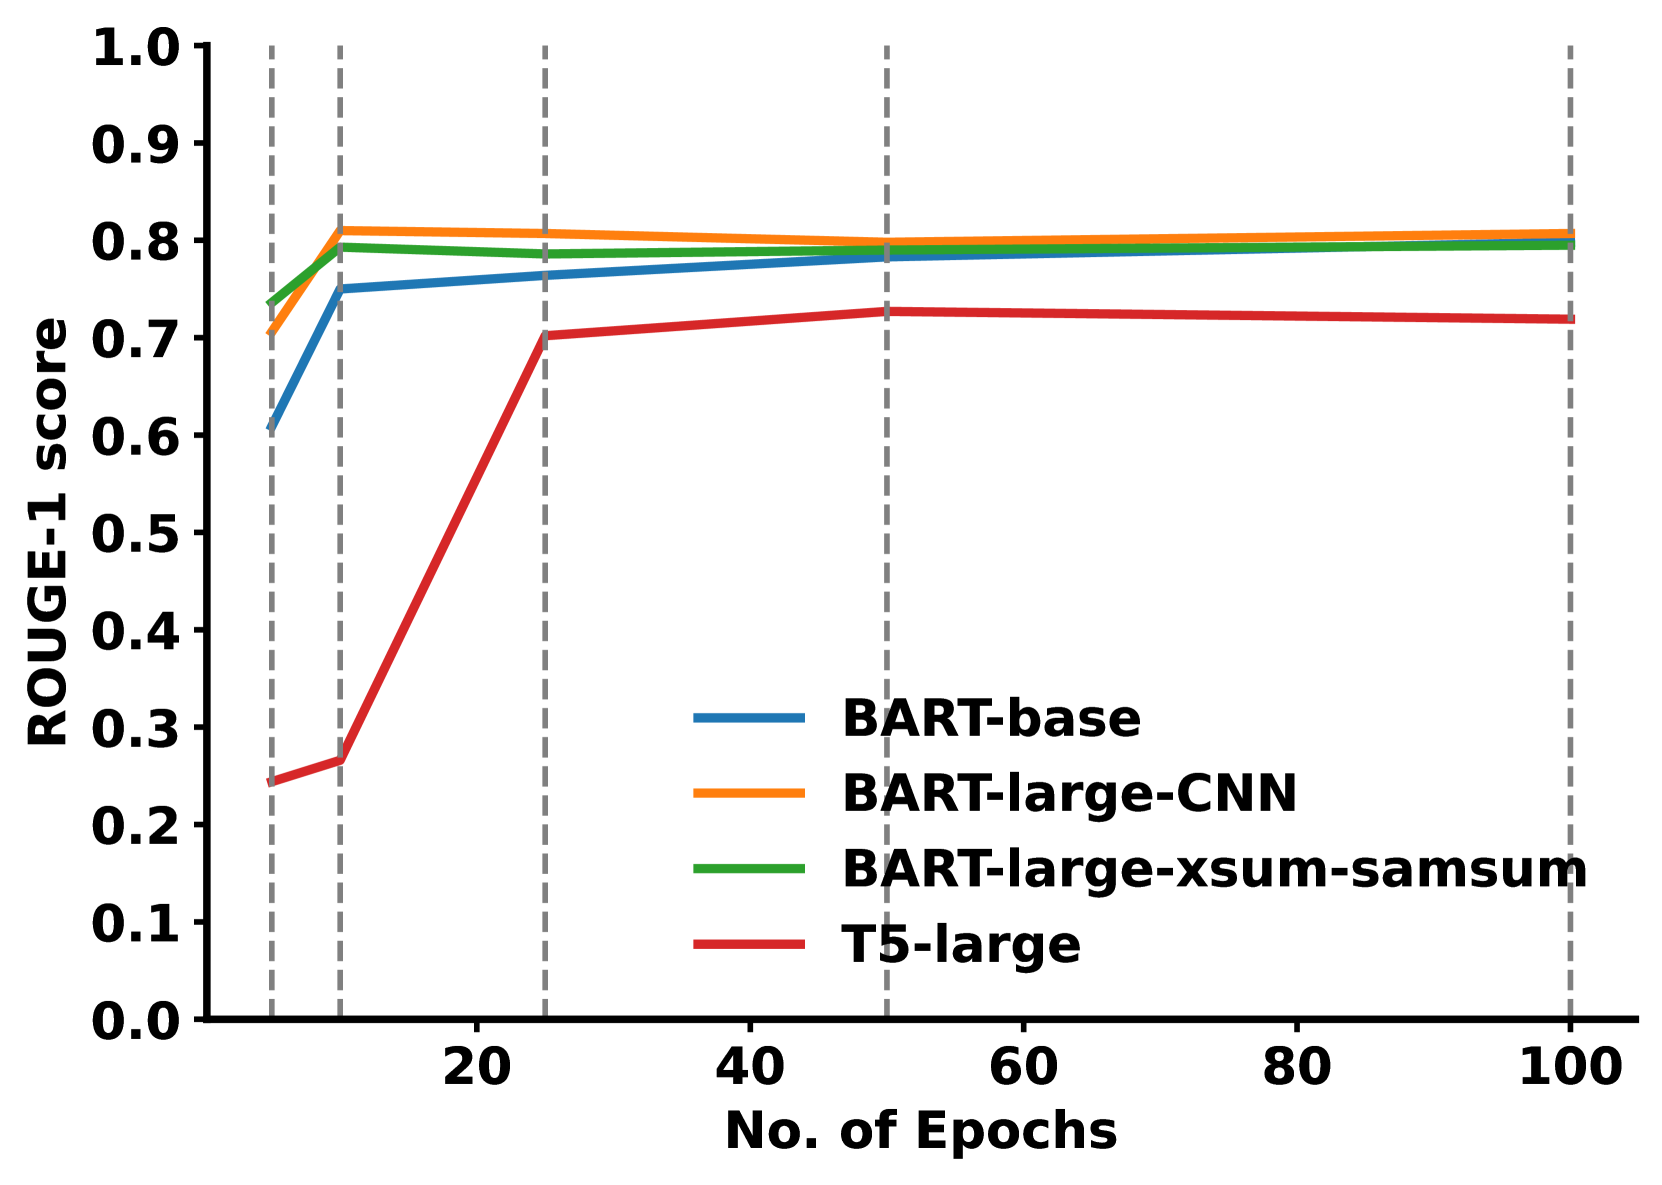 1.0
0.9
0.8
0.7
0.6
0.5
0.4
0.3
0.2
0.1
0.0
ROUGE-1 score
BART-base
BART-large-CNN
BART-large-xsum-samsum
T5-large
20 40 60 80 100
No. of Epochs